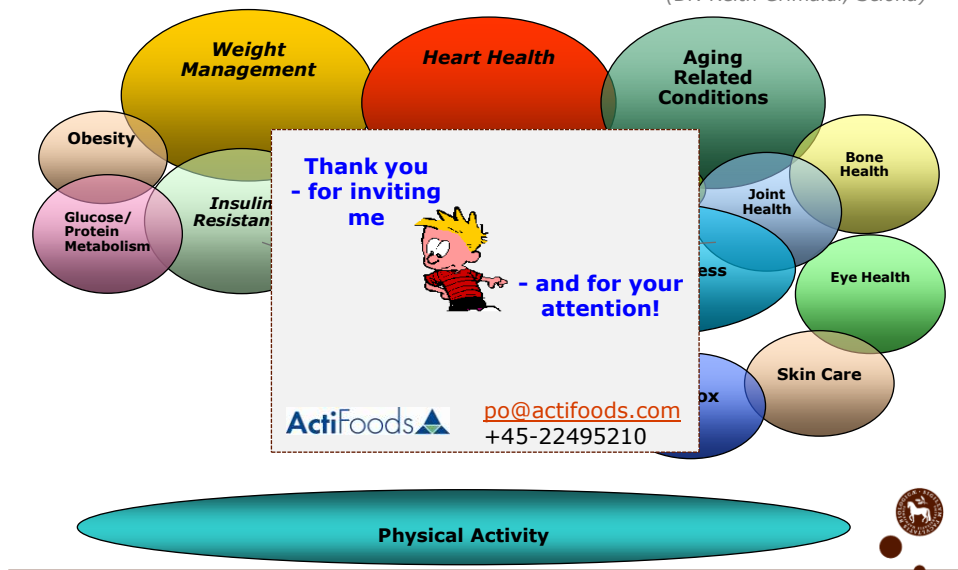 Weight
Management
Heart Health
Aging
Related
Conditions
Obesity
Bone
Health
Joint
Health
Insulin
Glucose/
Protein
Metabolism
Thank you
- for inviting
me
Eye Health
- and for your
attention!
Skin Care
ActiFoods
po@actifoods.com
+45-22495210
Physical Activity